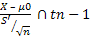 X − μ0
S′/√n ∩ tn − 1